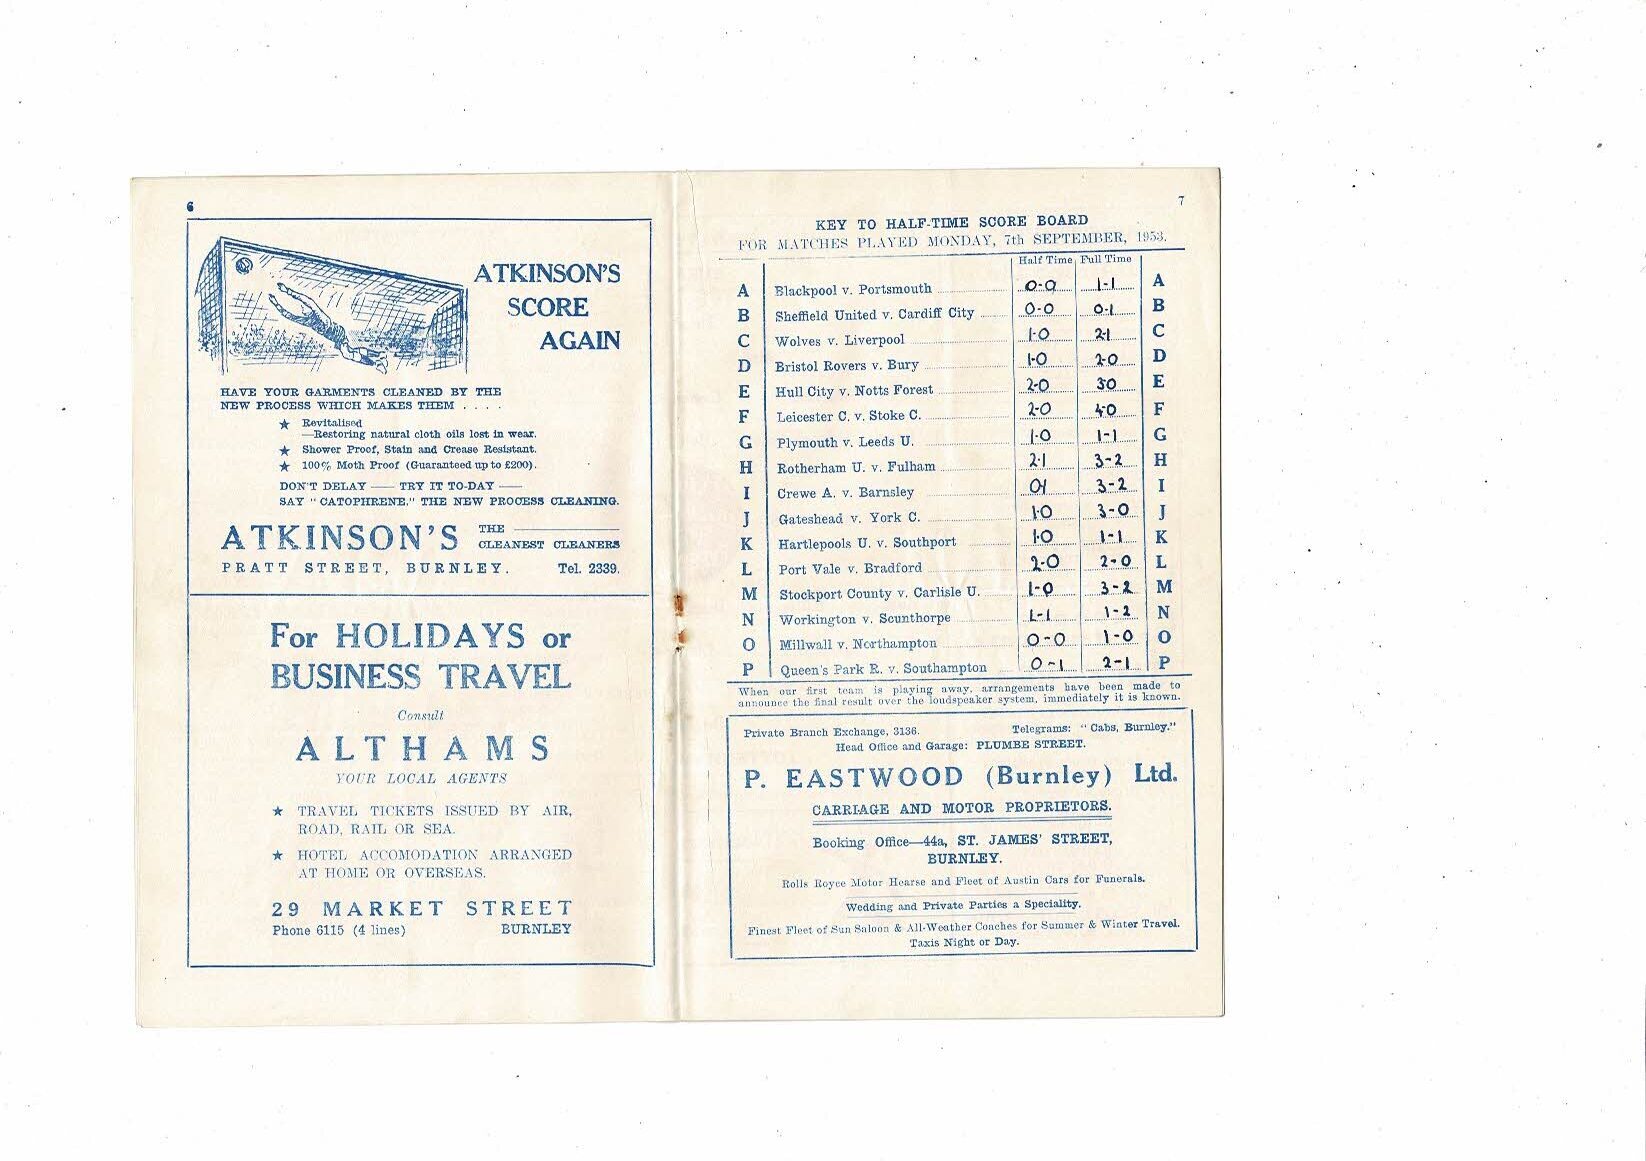 6
ATKINSON'S
SCORE
AGAIN
HAVE YOUR GARMENTS CLEANED BY THE
NEW PROCESS WHICH MAKES THEM . . . .
★ Revitalised
—Restoring natural cloth oils lost in wear.
★ Shower Proof, Stain and Crease Resistant.
★ 100% Moth Proof (Guaranteed up to £200).
DON'T DELAY —— TRY IT TO-DAY ——
SAY "CATOPHRENE," THE NEW PROCESS CLEANING.
ATKINSON'S THE
CLEANEST CLEANERS
PRATT STREET, BURNLEY. Tel. 2339.
For HOLIDAYS or
BUSINESS TRAVEL
Consult
ALTHAMS
YOUR LOCAL AGENTS
★ TRAVEL TICKETS ISSUED BY AIR,
ROAD, RAIL OR SEA.
★ HOTEL ACCOMODATION ARRANGED
AT HOME OR OVERSEAS.
29 MARKET STREET
Phone 6115 (4 lines) BURNLEY
7
KEY TO HALF-TIME SCORE BOARD
FOR MATCHES PLAYED MONDAY, 7th SEPTEMBER, 1953.
Half Time Full Time
A Blackpool v. Portsmouth 0-0 1-1 A
B Sheffield United v. Cardiff City 0-0 0-1 B
C Wolves v. Liverpool 1-0 2-1 C
D Bristol Rovers v. Bury 1-0 2-0 D
E Hull City v. Notts Forest 2-0 3-0 E
F Leicester C. v. Stoke C. 2-0 4-0 F
G Plymouth v. Leeds U. 1-0 1-1 G
H Rotherham U. v. Fulham 2-1 3-2 H
I Crewe A. v. Barnsley 0-1 3-2 I
J Gateshead v. York C. 1-0 3-0 J
K Hartlepools U. v. Southport 1-0 1-1 K
L Port Vale v. Bradford 2-0 2-0 L
M Stockport County v. Carlisle U. 1-0 3-2 M
N Workington v. Scunthorpe 1-1 1-2 N
O Millwall v. Northampton 0-0 1-0 O
P Queen's Park R. v. Southampton 0-1 2-1 P
When our first team is playing away, arrangements have been made to
announce the final result over the loudspeaker system, immediately it is known.
Private Branch Exchange, 3136. Telegrams: "Cabs, Burnley."
Head Office and Garage: PLUMBE STREET.
P. EASTWOOD (Burnley) Ltd.
CARRIAGE AND MOTOR PROPRIETORS.
Booking Office—44a, ST. JAMES' STREET,
BURNLEY.
Rolls Royce Motor Hearse and Fleet of Austin Cars for Funerals.
Wedding and Private Parties a Speciality.
Finest Fleet of Sun Saloon & All-Weather Coaches for Summer & Winter Travel.
Taxis Night or Day.